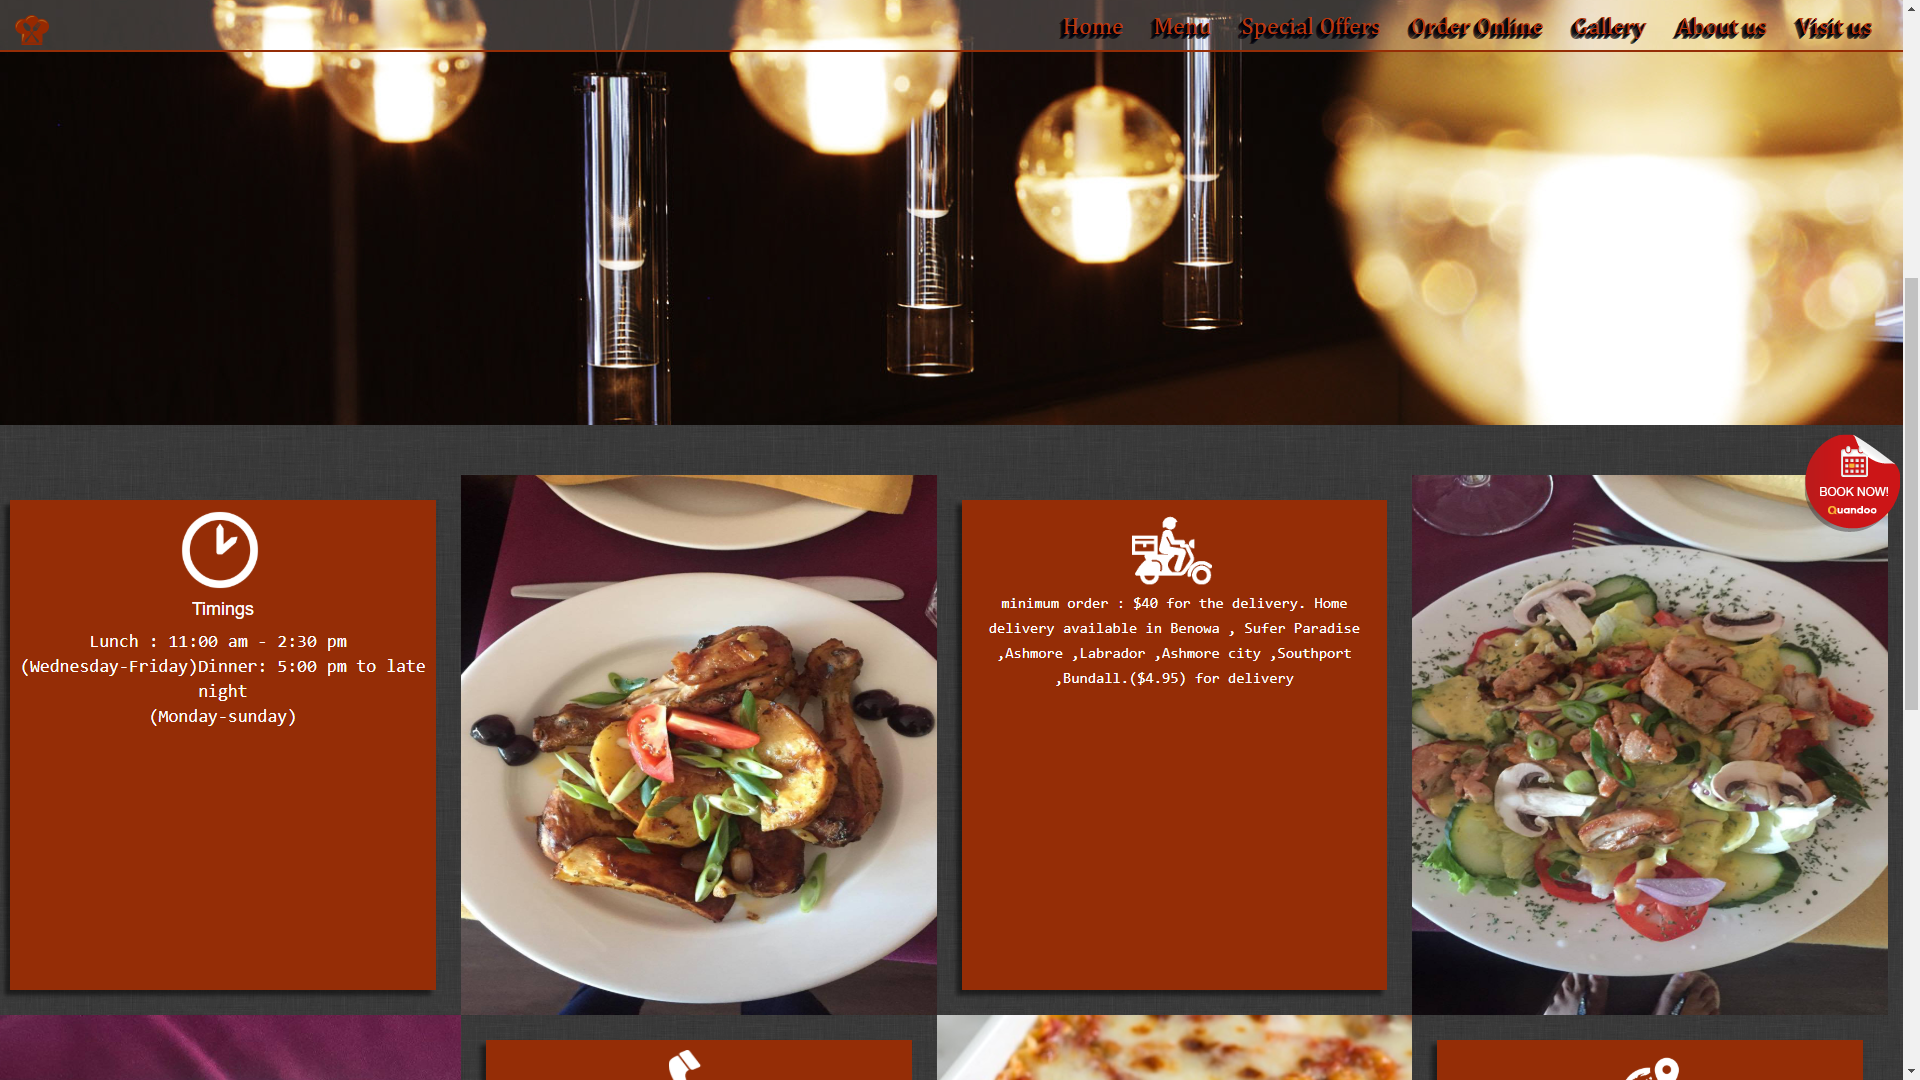 Home Menu Special Offers Order Online Gallery About us Visit us
BOOK NOW!
Quandoo
Timings
Lunch : 11:00 am - 2:30 pm
(Wednesday-Friday)Dinner: 5:00 pm to late
night
(Monday-sunday)
minimum order : $40 for the delivery. Home
delivery available in Benowa , Sufer Paradise
,Ashmore ,Labrador ,Ashmore city ,Southport
,Bundall.($4.95) for delivery